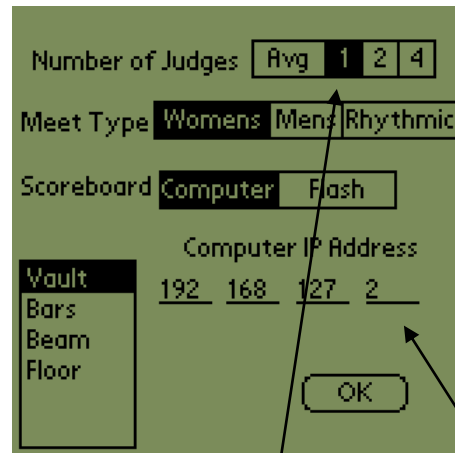 Number of Judges Avg 1 2 4
Meet Type Womens Mens Rhythmic
Scoreboard Computer Flash
Computer IP Address
192 168 127 2
Vault
Bars
Beam
Floor
OK